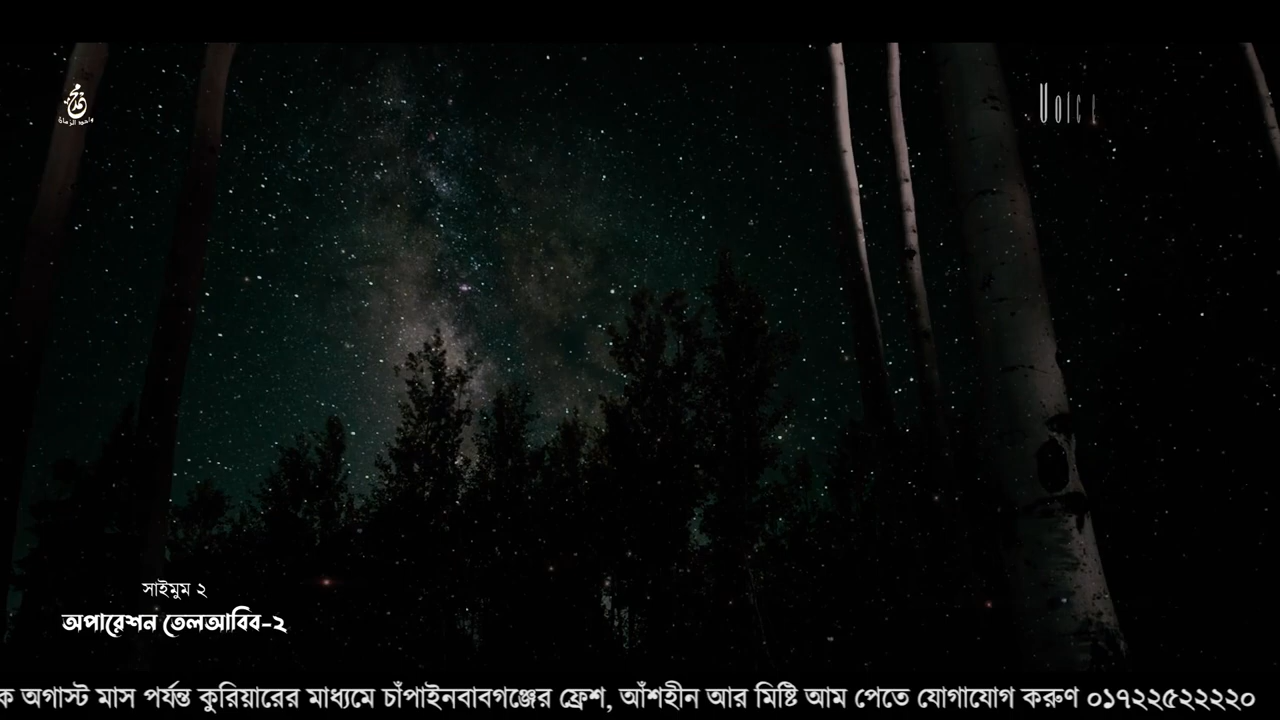 Voice
সাইমুম ২
অপারেশন তেলআবিব-২
ক অগাস্ট মাস পর্যন্ত কুরিয়ারের মাধ্যমে চাঁপাইনবাবগঞ্জের ফ্রেশ, আঁশহীন আর মিষ্টি আম পেতে যোগাযোগ করুণ ০১৭২২৫২২২২০